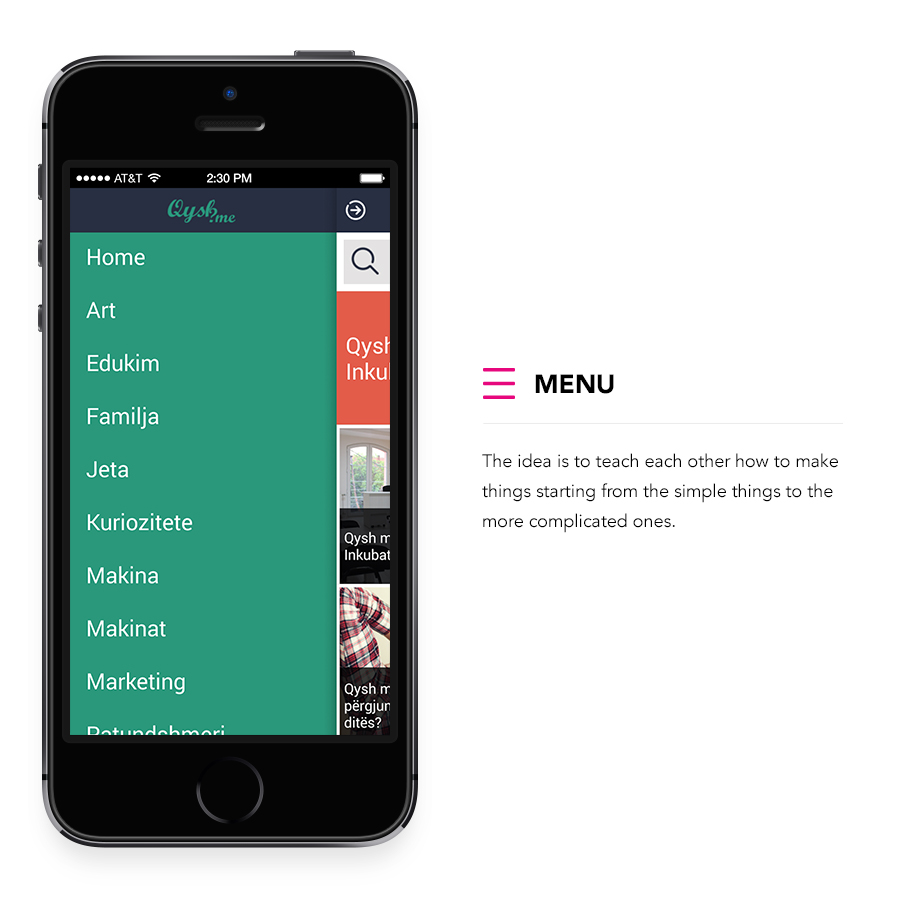 AT&T 2:30 PM
Qysh.me
Home
Art
Edukim
Familja
Jeta
Kuriozitete
Makina
Makinat
Marketing
Patundshmeri
Qysh
Inku
Qysh m
Inkubat
Qysh m
përgjun
ditës?
MENU
The idea is to teach each other how to make
things starting from the simple things to the
more complicated ones.